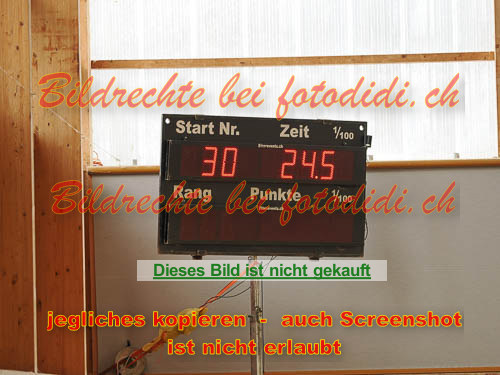 Bildrechte bei fotodidi.ch
Start Nr. Zeit 1/100
30 24.5
Rang Punkte 1/100
Bildrechte bei fotodidi.ch
Dieses Bild ist nicht gekauft
jegliches kopieren - auch Screenshot
ist nicht erlaubt